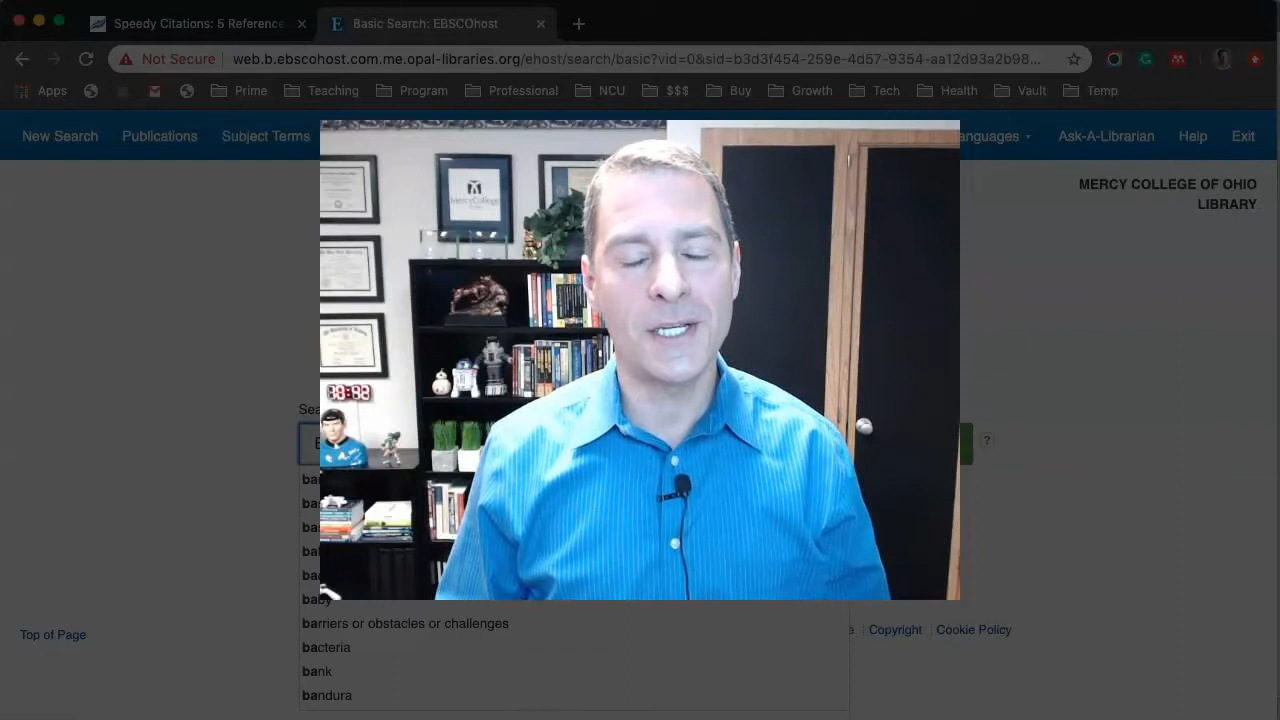 Speedy Citations: 5 Reference
Basic Search: EBSCOhost
Not Secure
web.b.ebscohost.com.me.opal-libraries.org/ehost/search/basic?vid=0&sid=b3d3f454-259e-4d57-9354-aa12d93a2b98...
Apps
Prime
Teaching
Program
Professional
NCU
$$$
Buy
Growth
Tech
Health
Vault
Temp
New Search
Publications
Subject Terms
anguages
Ask-A-Librarian
Help
Exit
MERCY COLLEGE OF OHIO
LIBRARY
MercyCollege
Sea
?
baby
barriers or obstacles or challenges
bacteria
bank
bandura
Top of Page
Copyright
Cookie Policy